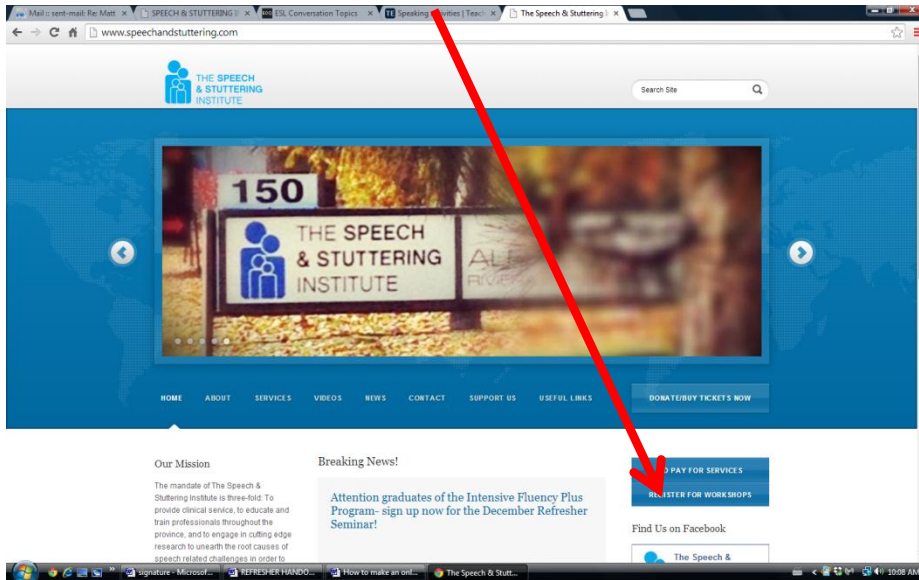 Mail :: sent-mail: Re: Matt
SPEECH & STUTTERING
ESL Conversation Topics
Speaking Activities | Teac
The Speech & Stuttering I
www.speechandstuttering.com
THE SPEECH
& STUTTERING
INSTITUTE
Search Site
150
THE SPEECH
& STUTTERING
INSTITUTE
HOME ABOUT SERVICES VIDEOS NEWS CONTACT SUPPORT US USEFUL LINKS DONATE/BUY TICKETS NOW
PAY FOR SERVICES
REGISTER FOR WORKSHOPS
Our Mission
The mandate of The Speech &
Stuttering Institute is three-fold: To
provide clinical service, to educate and
train professionals throughout the
province, and to engage in cutting edge
research to unearth the root causes of
speech related challenges in order to
Breaking News!
Attention graduates of the Intensive Fluency Plus
Program- sign up now for the December Refresher
Seminar!
Find Us on Facebook
The Speech &
signature - Microsof...
REFRESHER HANDO...
How to make an onl...
The Speech & Stutt...
10:08 AM